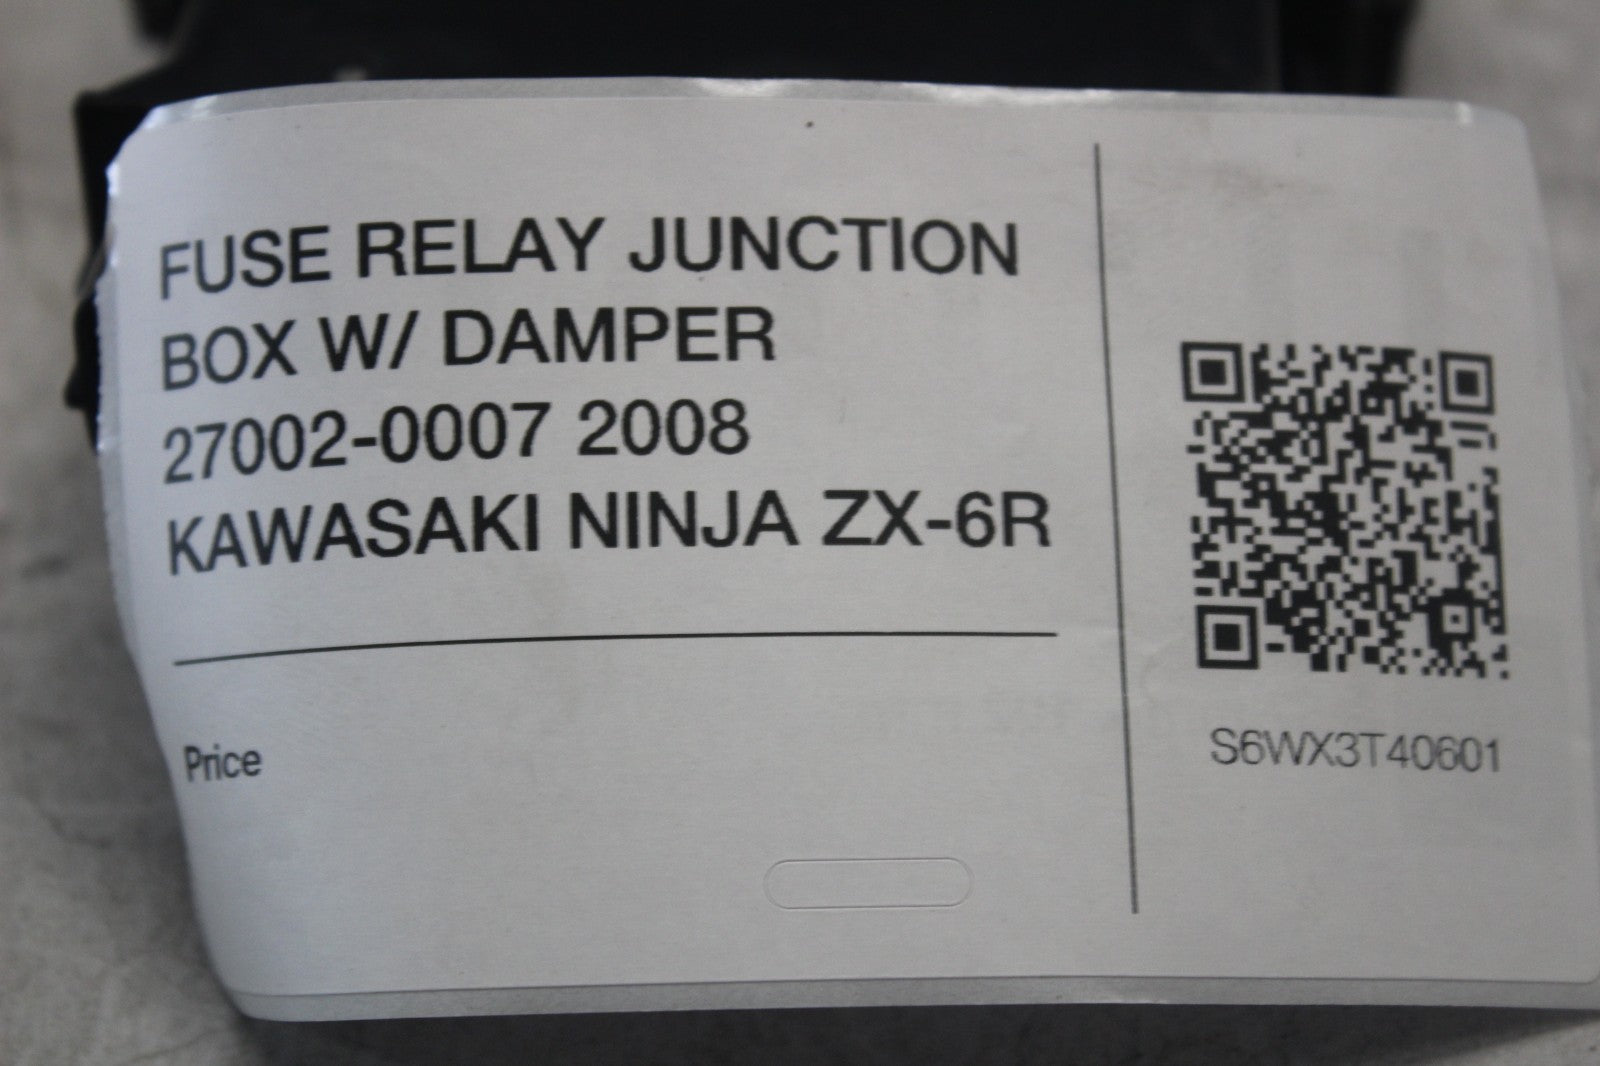 FUSE RELAY JUNCTION
BOX W/ DAMPER
27002-0007 2008
KAWASAKI NINJA ZX-6R
Price
S6WX3T40601